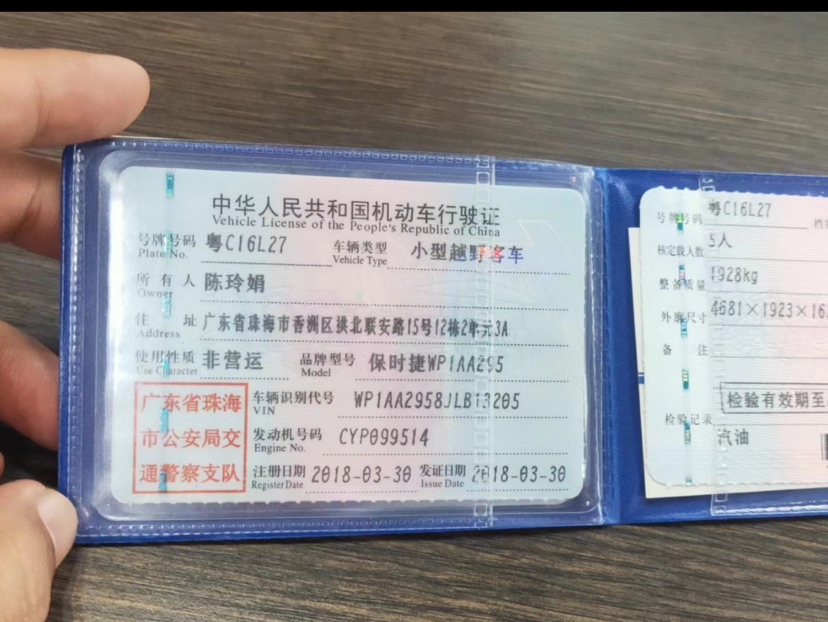 中华人民共和国机动车行驶证
Vehicle License of the People's Republic of China
号牌号码 粤C16L27 车辆类型 小型越野客车
Plate No. Vehicle Type
所有人 陈玲娟
Owner
住址 广东省珠海市香洲区拱北联安路15号12栋2单元3A
Address
使用性质 非营运 品牌型号 保时捷WP1AA295
Use Character Model
广东省珠海
市公安局交
通警察支队
车辆识别代号 WP1AA2958JLB13205
VIN
发动机号码 CYP099514
Engine No.
注册日期 2018-03-30 发证日期 2018-03-30
Register Date Issue Date
号牌号码 粤C16L27
核定载人数 5人
整备质量 1928kg
外廓尺寸 4681×1923×16
备注
检验有效期至
检验记录
汽油